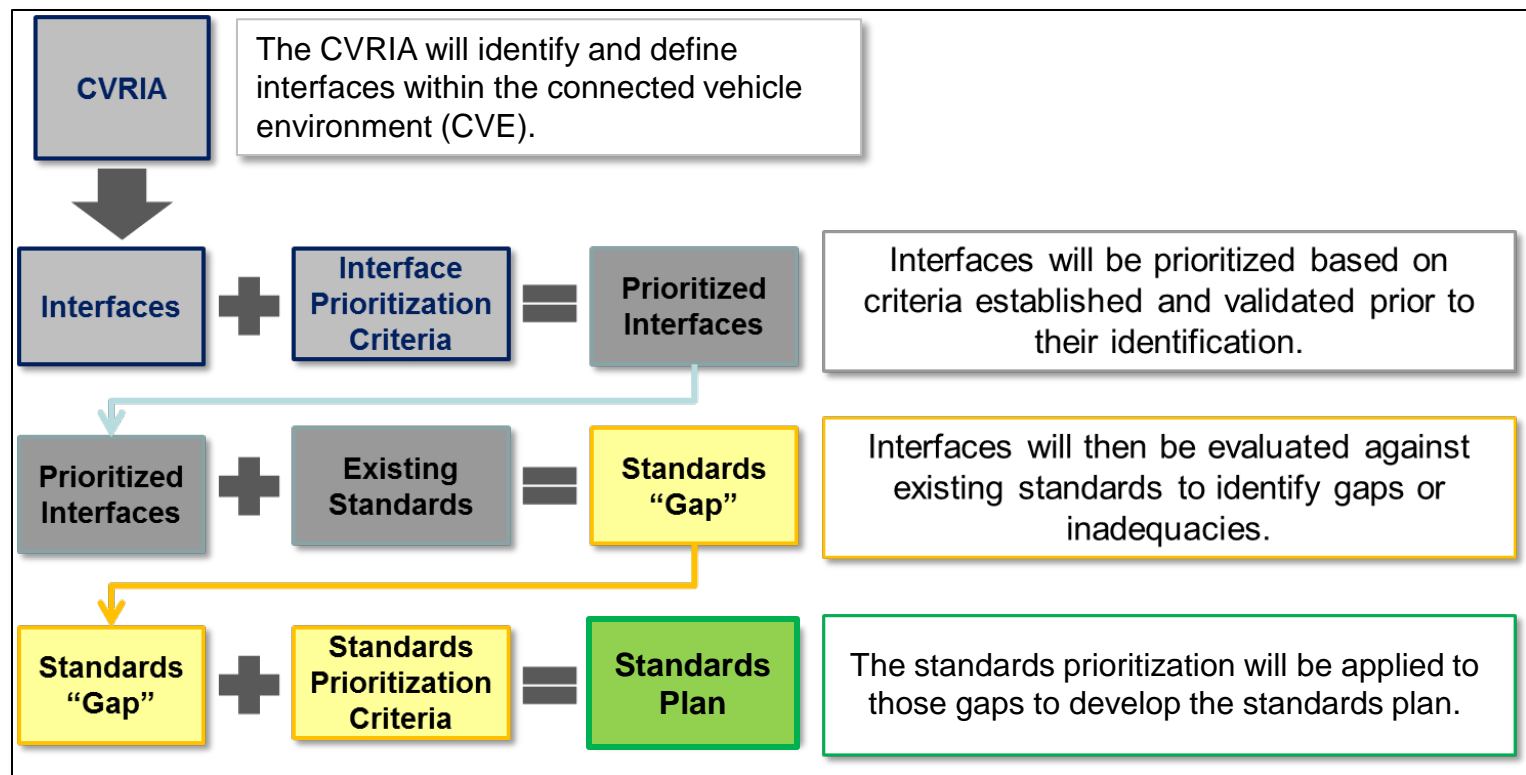 CVRIA
The CVRIA will identify and define
interfaces within the connected vehicle
environment (CVE).
Interfaces
Interface
Prioritization
Criteria
Prioritized
Interfaces
Interfaces will be prioritized based on
criteria established and validated prior to
their identification.
Prioritized
Interfaces
Existing
Standards
Standards
“Gap”
Interfaces will then be evaluated against
existing standards to identify gaps or
inadequacies.
Standards
“Gap”
Standards
Prioritization
Criteria
Standards
Plan
The standards prioritization will be applied to
those gaps to develop the standards plan.